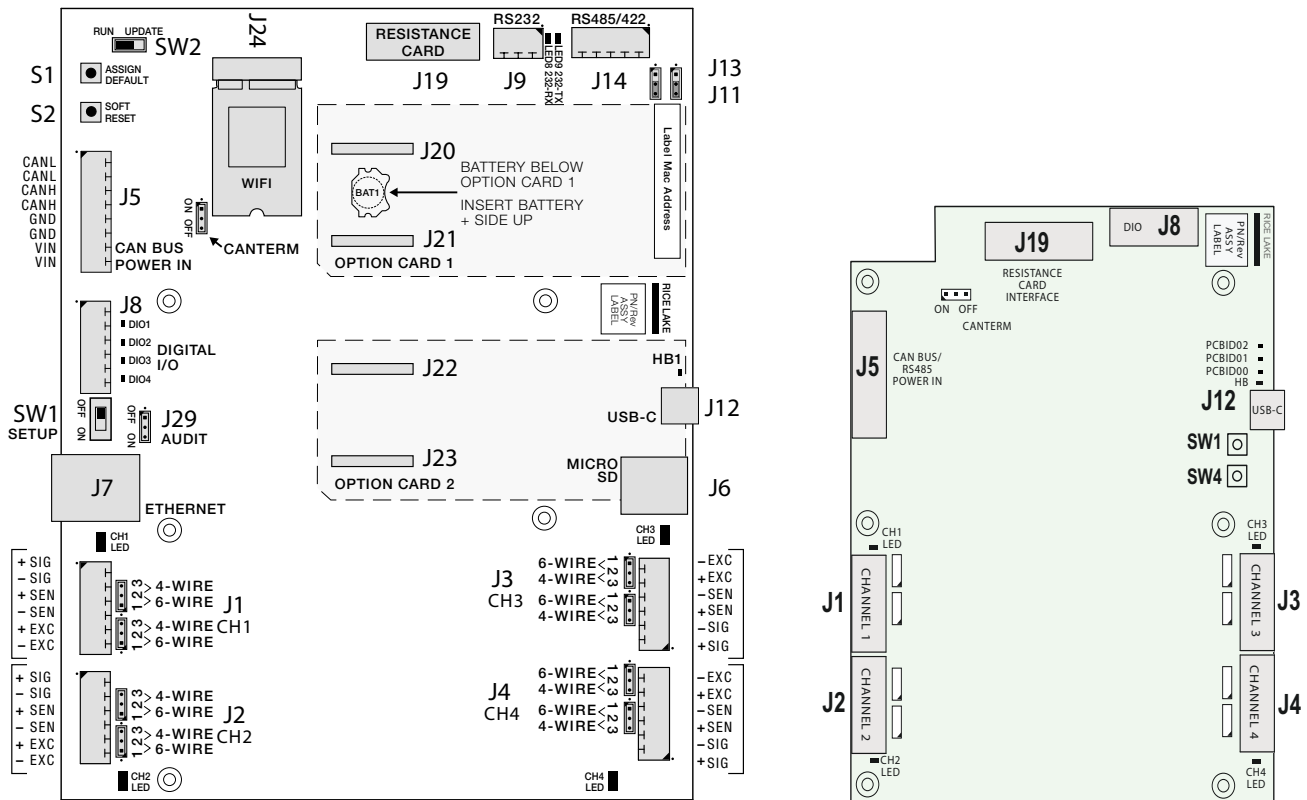 RUN UPDATE
SW2
S1
ASSIGN
DEFAULT
S2
SOFT
RESET
J24
WIFI
RESISTANCE
CARD
J19
RS232
J9
LED8 232-RX
LED9 232-TX
RS485/422
J14
J13
J11
CANL
CANL
CANH
CANH
GND
GND
VIN
VIN
J5
CAN BUS
POWER IN
ON OFF
CANTERM
J20
BAT1
BATTERY BELOW
OPTION CARD 1
INSERT BATTERY
+ SIDE UP
J21
OPTION CARD 1
Label Mac Address
PN/Rev
ASSY
LABEL
RICE LAKE
J8
DIO1
DIO2
DIO3
DIO4
DIGITAL
I/O
SW1
SETUP
OFF ON
OFF ON
J29
AUDIT
J22
HB1
USB-C
J12
J23
OPTION CARD 2
MICRO
SD
J6
J7
ETHERNET
CH1
LED
+ SIG
– SIG
+ SEN
– SEN
+ EXC
– EXC
1 2 3
4-WIRE
6-WIRE
1 2 3
4-WIRE
6-WIRE
J1
CH1
+ SIG
– SIG
+ SEN
– SEN
+ EXC
– EXC
1 2 3
4-WIRE
6-WIRE
1 2 3
4-WIRE
6-WIRE
J2
CH2
CH2
LED
CH3
LED
J3
CH3
6-WIRE
4-WIRE
1 2 3
6-WIRE
4-WIRE
1 2 3
–EXC
+EXC
–SEN
+SEN
–SIG
+SIG
J4
CH4
6-WIRE
4-WIRE
1 2 3
6-WIRE
4-WIRE
1 2 3
–EXC
+EXC
–SEN
+SEN
–SIG
+SIG
CH4
LED
J19
RESISTANCE
CARD
INTERFACE
DIO J8
PN/Rev
ASSY
LABEL
RICE LAKE
ON OFF
CANTERM
J5
CAN BUS/
RS485
POWER IN
PCBID02
PCBID01
PCBID00
HB
J12
USB-C
SW1
SW4
CH1
LED
J1
CHANNEL 1
J2
CHANNEL 2
CH2
LED
CH3
LED
CHANNEL 3
J3
CHANNEL 4
J4
CH4
LED